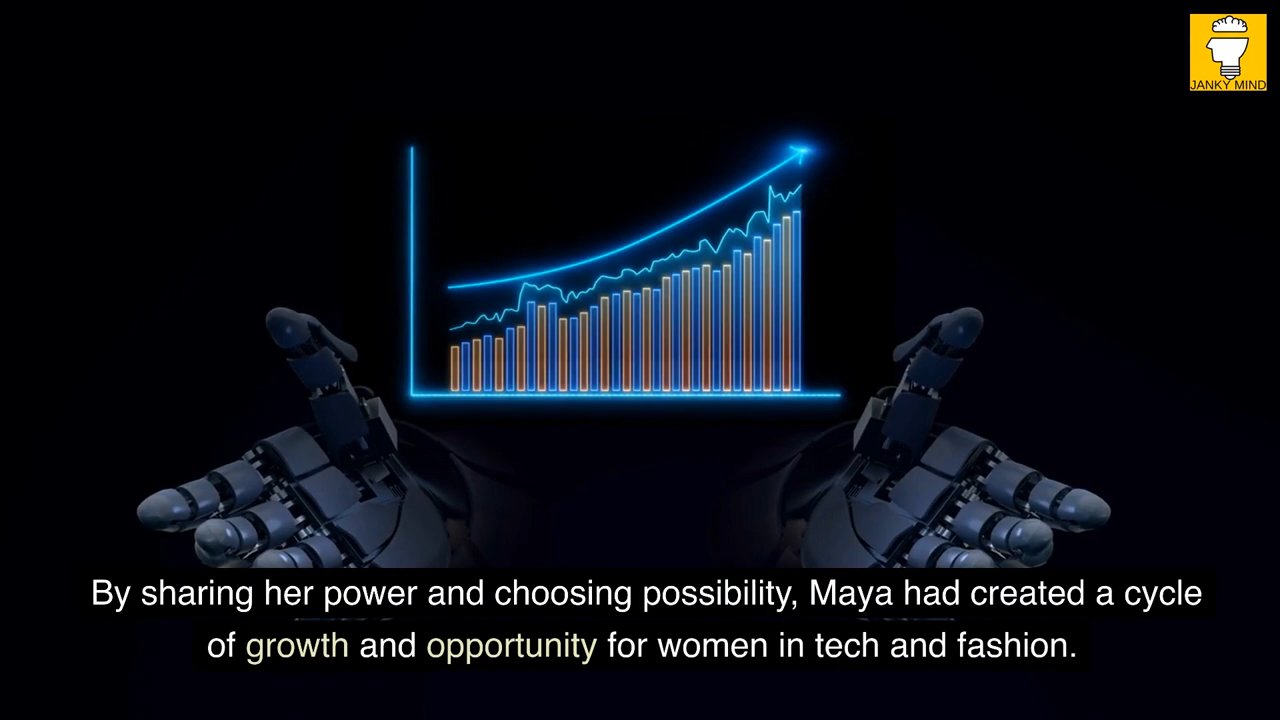 JANKY MIND
By sharing her power and choosing possibility, Maya had created a cycle
of growth and opportunity for women in tech and fashion.